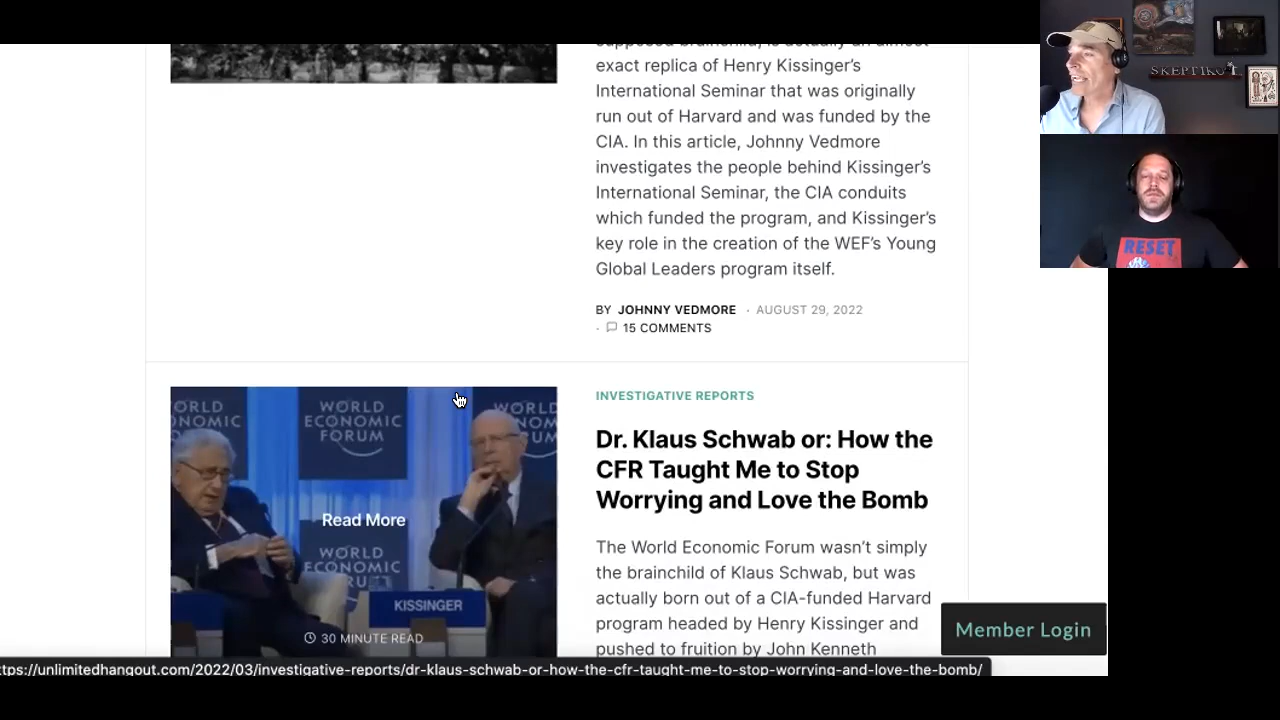 exact replica of Henry Kissinger's
International Seminar that was originally
run out of Harvard and was funded by the
CIA. In this article, Johnny Vedmore
investigates the people behind Kissinger's
International Seminar, the CIA conduits
which funded the program, and Kissinger's
key role in the creation of the WEF's Young
Global Leaders program itself.
BY JOHNNY VEDMORE · AUGUST 29, 2022
· 15 COMMENTS
INVESTIGATIVE REPORTS
Dr. Klaus Schwab or: How the
CFR Taught Me to Stop
Worrying and Love the Bomb
The World Economic Forum wasn't simply
the brainchild of Klaus Schwab, but was
actually born out of a CIA-funded Harvard
program headed by Henry Kissinger and
pushed to fruition by John Kenneth
WORLD
ECONOMIC
FORUM
Read More
WORLD
ECONOMIC
KISSINGER
30 MINUTE READ
Member Login
ttps://unlimitedhangout.com/2022/03/investigative-reports/dr-klaus-schwab-or-how-the-cfr-taught-me-to-stop-worrying-and-love-the-bomb/
SKEPTIKO
RESET